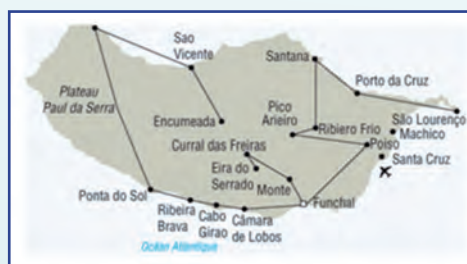 Sao
Vicente
Santana
Plateau
Paul da Serra
Porto da Cruz
Pico
Arieiro
São Lourenço
Encumeada
Ribiero Frio
Machico
Curral das Freiras
Poiso
Eira do
Serrado
Santa Cruz
Monte
Ponta do Sol
Funchal
Ribeira
Brava
Cabo
Girao
Câmara
de Lobos
Océan Atlantique